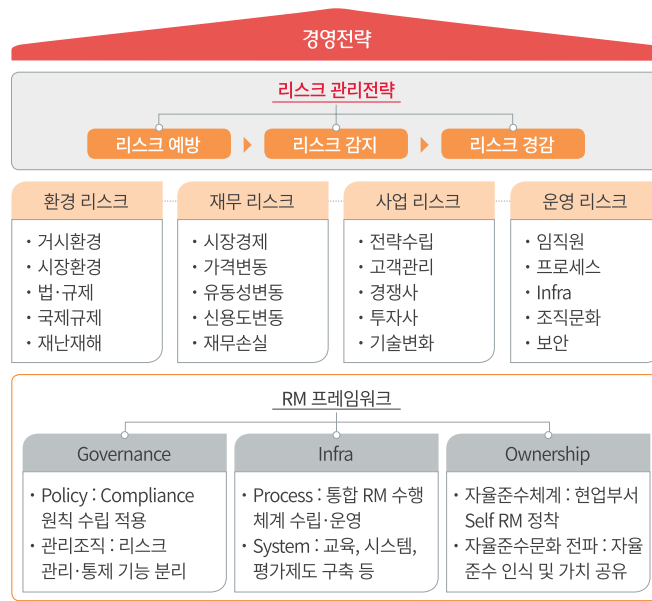 경영전략
리스크 관리전략
리스크 예방
리스크 감지
리스크 경감
환경 리스크
· 거시환경
· 시장환경
· 법·규제
· 국제규제
· 재난재해
재무 리스크
· 시장경제
· 가격변동
· 유동성변동
· 신용도변동
· 재무손실
사업 리스크
· 전략수립
· 고객관리
· 경쟁사
· 투자사
· 기술변화
운영 리스크
· 임직원
· 프로세스
· Infra
· 조직문화
· 보안
RM 프레임워크
Governance
· Policy : Compliance
원칙 수립 적용
· 관리조직 : 리스크
관리·통제 기능 분리
Infra
· Process : 통합 RM 수행
체계 수립·운영
· System : 교육, 시스템,
평가제도 구축 등
Ownership
· 자율준수체계 : 현업부서
Self RM 정착
· 자율준수문화 전파 : 자율
준수 인식 및 가치 공유